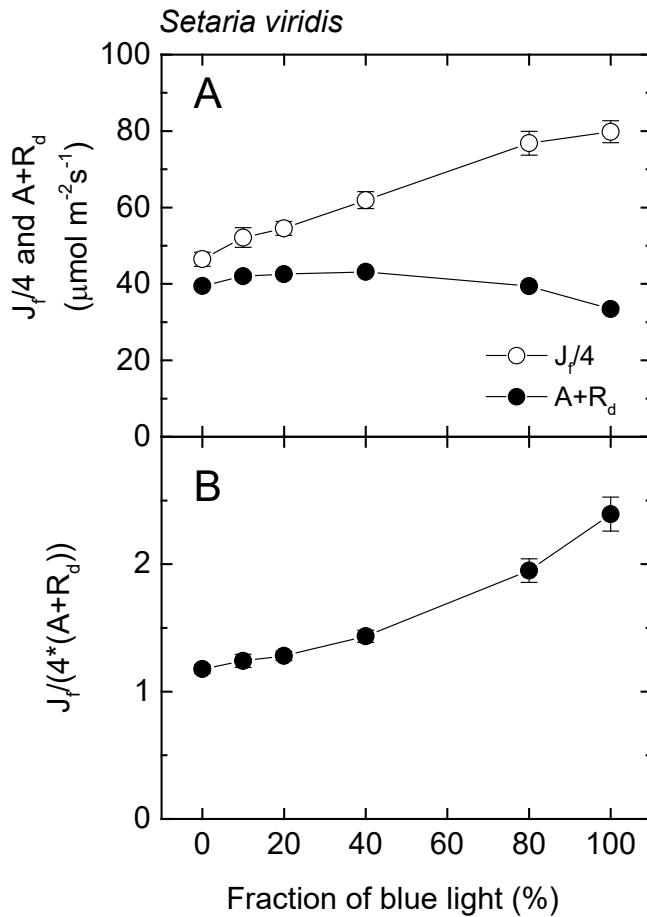 Setaria viridis
100
A
80
60
40
20
0
J_f/4 and A+R_d
(μmol m⁻²s⁻¹)
J_f/4
A+R_d
B
2
1
0
J_f/(4*(A+R_d))
0 20 40 60 80 100
Fraction of blue light (%)